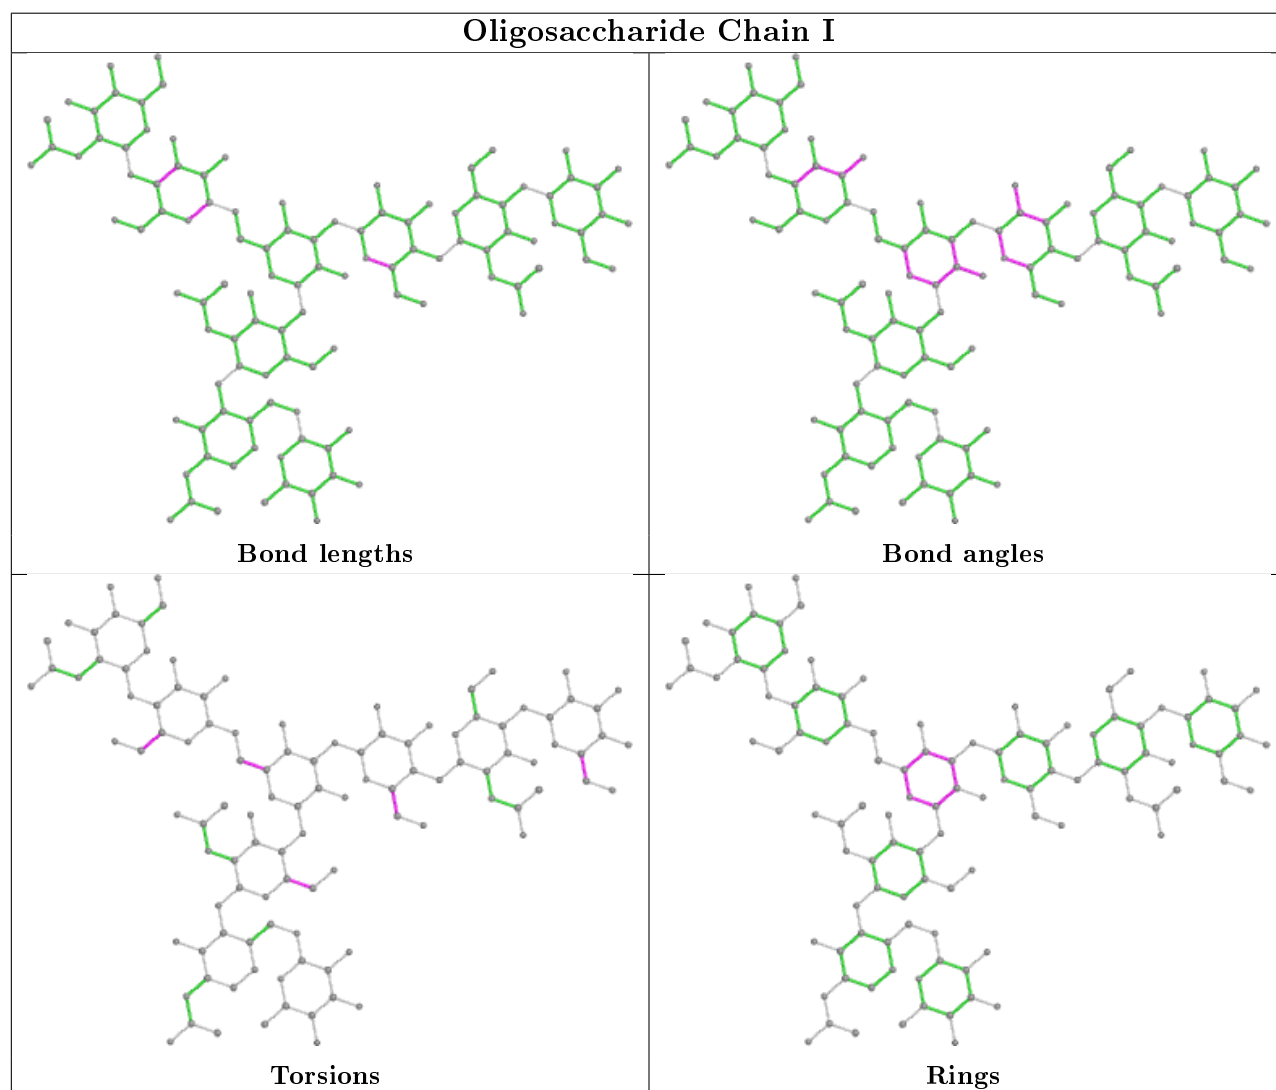 Oligosaccharide Chain I
Bond lengths
Bond angles
Torsions
Rings